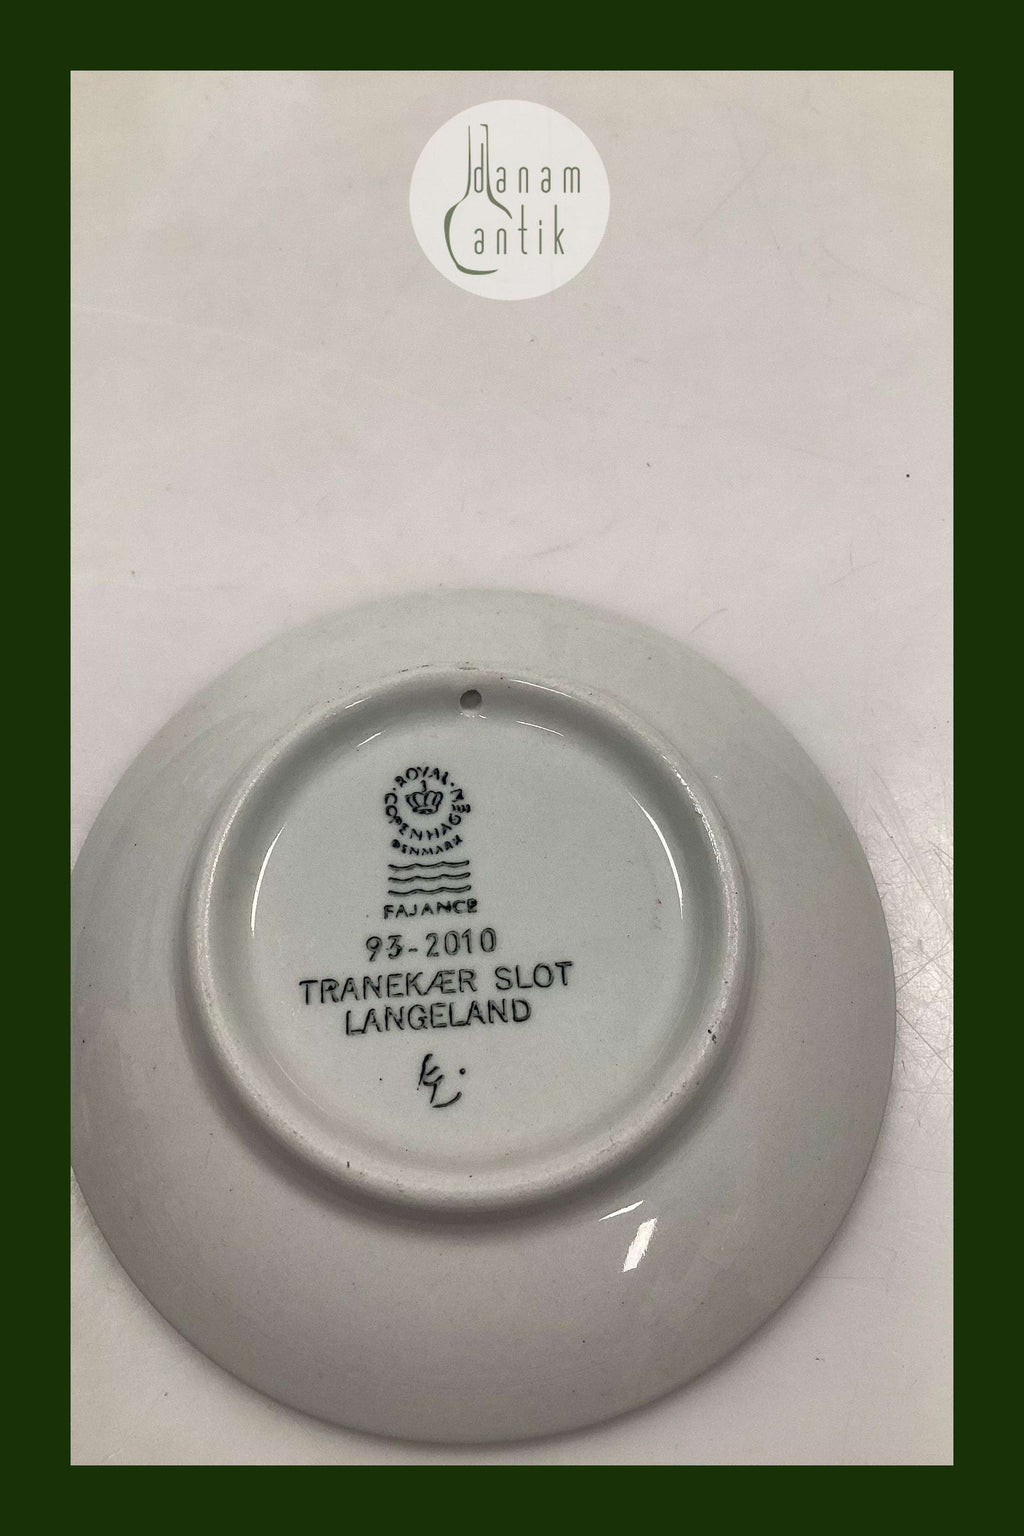 danam
antik
ROYAL COPENHAGEN
DENMARK
FAJANCE
93-2010
TRANEKÆR SLOT
LANGELAND